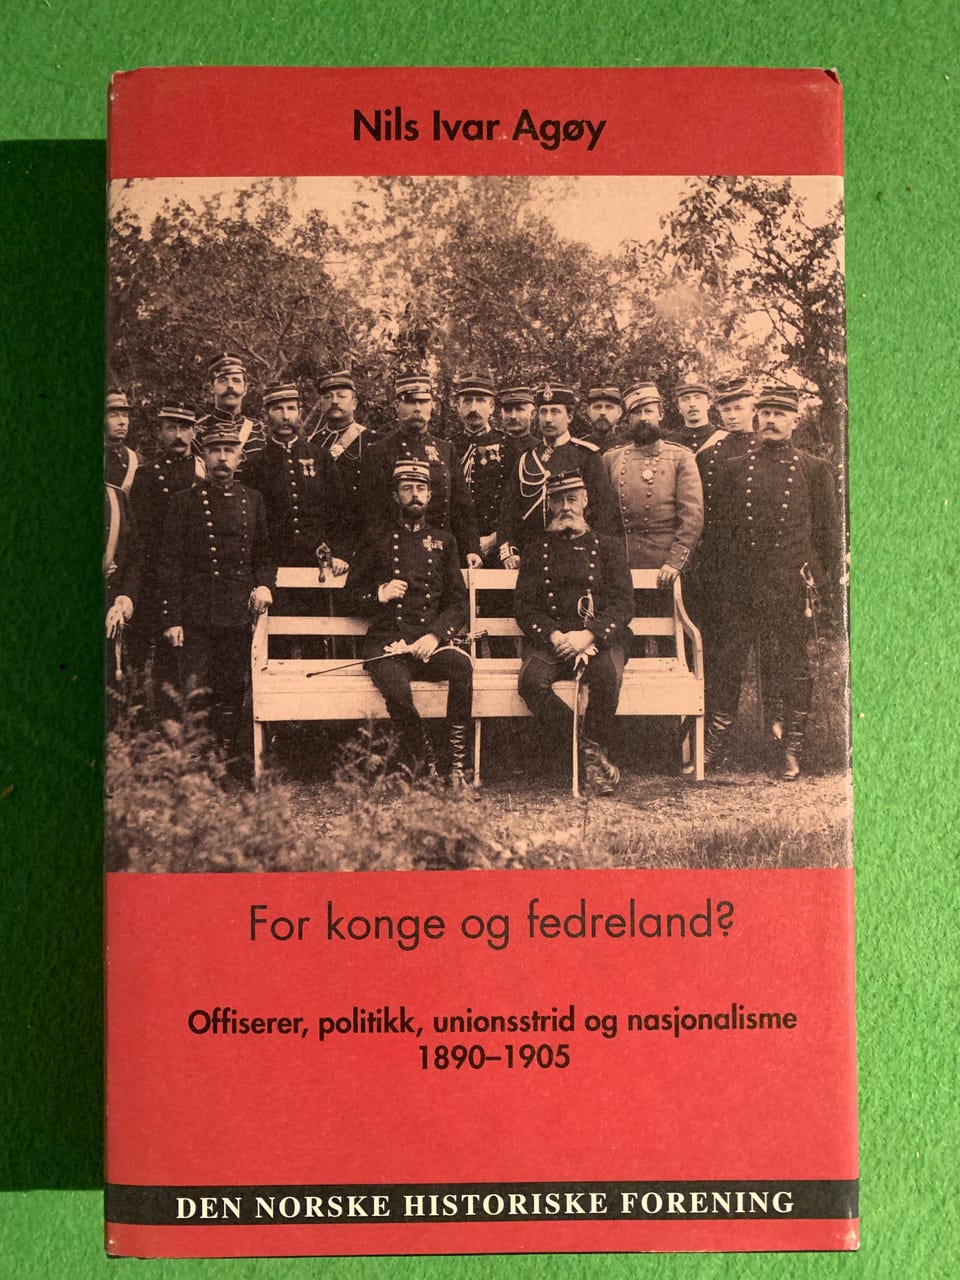 Nils Ivar Agøy
For konge og fedreland?
Offiserer, politikk, unionsstrid og nasjonalisme
1890–1905
DEN NORSKE HISTORISKE FORENING